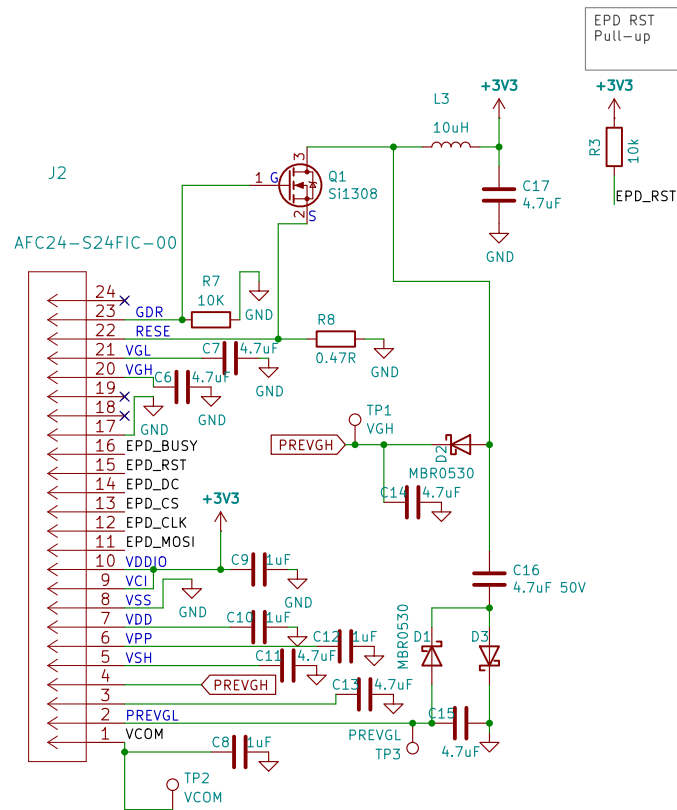 EPD RST
Pull-up
+3V3
+3V3
L3
10uH
R3
10k
C17
4.7uF
EPD_RST
GND
J2
3
1
G
Q1
Si1308
2
S
AFC24-S24FIC-00
R7
10K
GND
R8
0.47R
GND
24
23
GDR
22
RESE
21
VGL
C7
4.7uF
GND
20
VGH
C6
4.7uF
GND
19
18
17
GND
16
EPD_BUSY
15
EPD_RST
14
EPD_DC
13
EPD_CS
12
EPD_CLK
11
EPD_MOSI
10
VDDIO
9
VCI
8
VSS
7
VDD
6
VPP
5
VSH
4
3
2
PREVGL
1
VCOM
TP1
VGH
PREVGH
D2
MBR0530
C14
4.7uF
GND
+3V3
C9
1uF
GND
GND
C10
1uF
GND
C12
1uF
C11
4.7uF
PREVGH
C13
4.7uF
C16
4.7uF 50V
MBR0530
D1
D3
C15
4.7uF
PREVGL
TP3
C8
1uF
TP2
VCOM